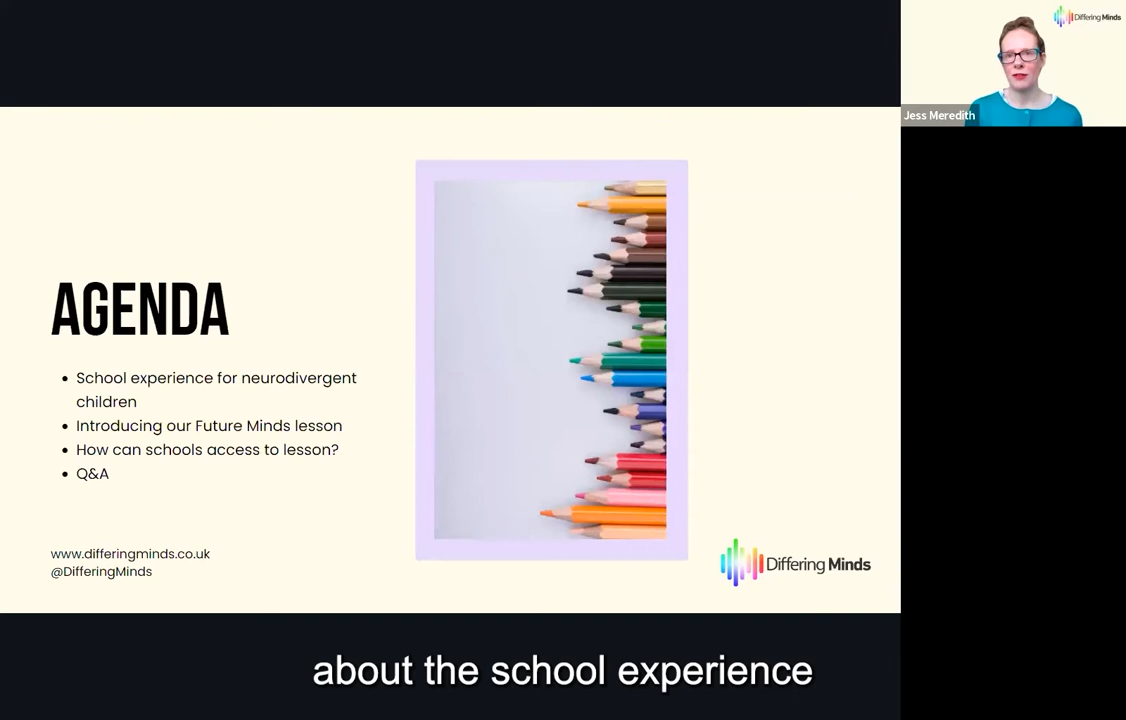 Differing Minds
Jess Meredith
AGENDA
• School experience for neurodivergent
children
• Introducing our Future Minds lesson
• How can schools access to lesson?
• Q&A
www.differingminds.co.uk
@DifferingMinds
Differing Minds
about the school experience